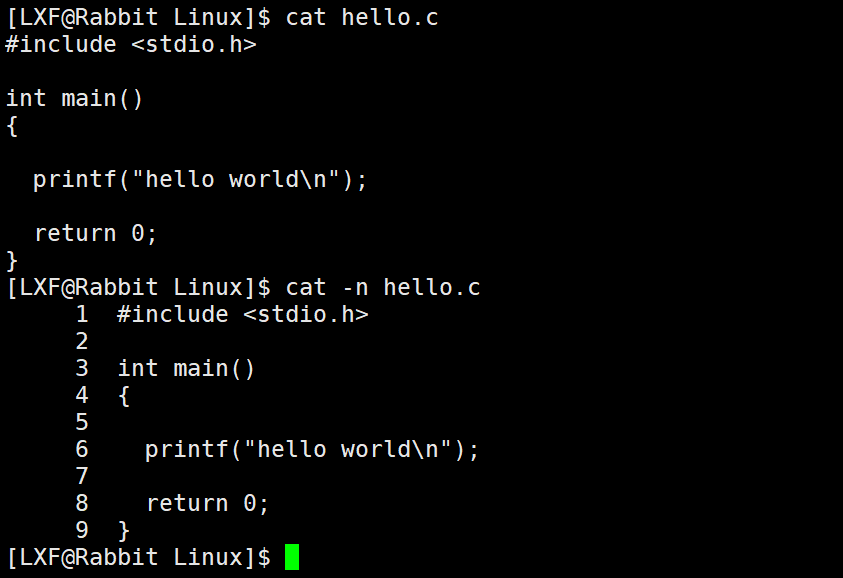 [LXF@Rabbit Linux]$ cat hello.c
#include <stdio.h>

int main()
{

  printf("hello world\n");

  return 0;
}
[LXF@Rabbit Linux]$ cat -n hello.c
     1  #include <stdio.h>
     2
     3  int main()
     4  {
     5
     6    printf("hello world\n");
     7
     8    return 0;
     9  }
[LXF@Rabbit Linux]$